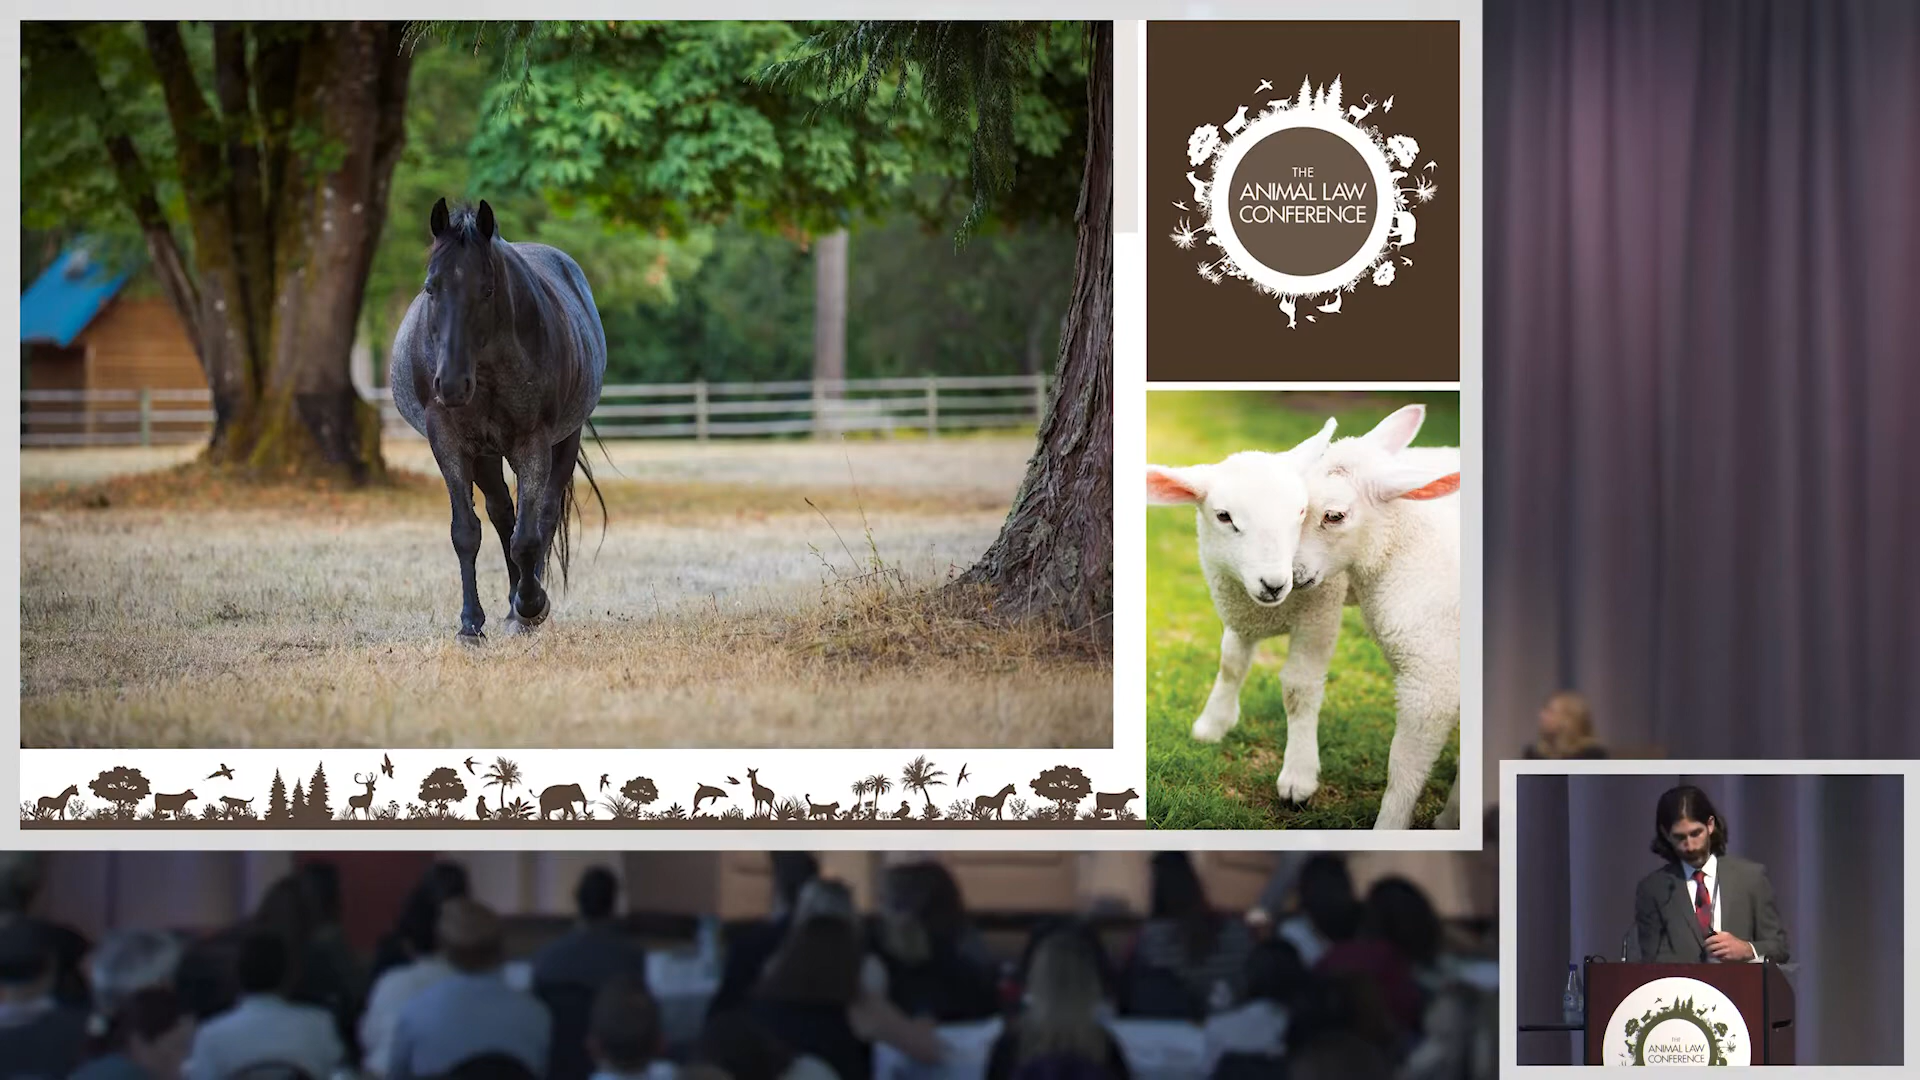 THE
ANIMAL LAW
CONFERENCE
THE
ANIMAL LAW
CONFERENCE